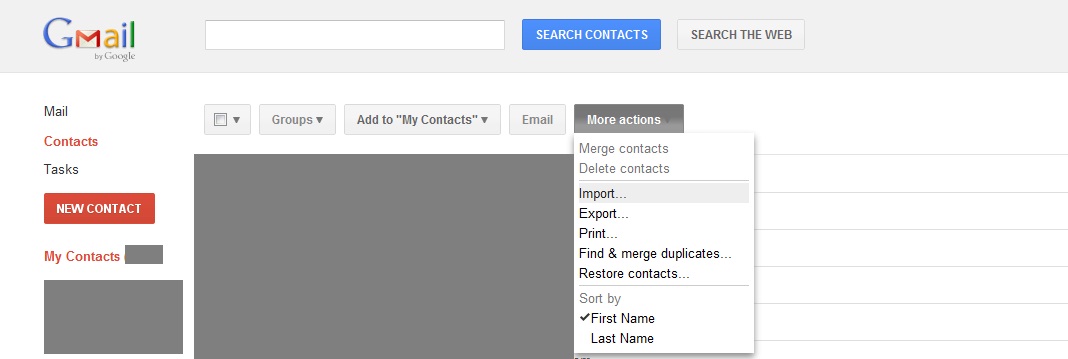 Gmail
by Google
SEARCH CONTACTS
SEARCH THE WEB
Mail
Contacts
Tasks
NEW CONTACT
My Contacts (
Groups
Add to "My Contacts"
Email
More actions
Merge contacts
Delete contacts
Import...
Export...
Print...
Find & merge duplicates...
Restore contacts...
Sort by
First Name
Last Name